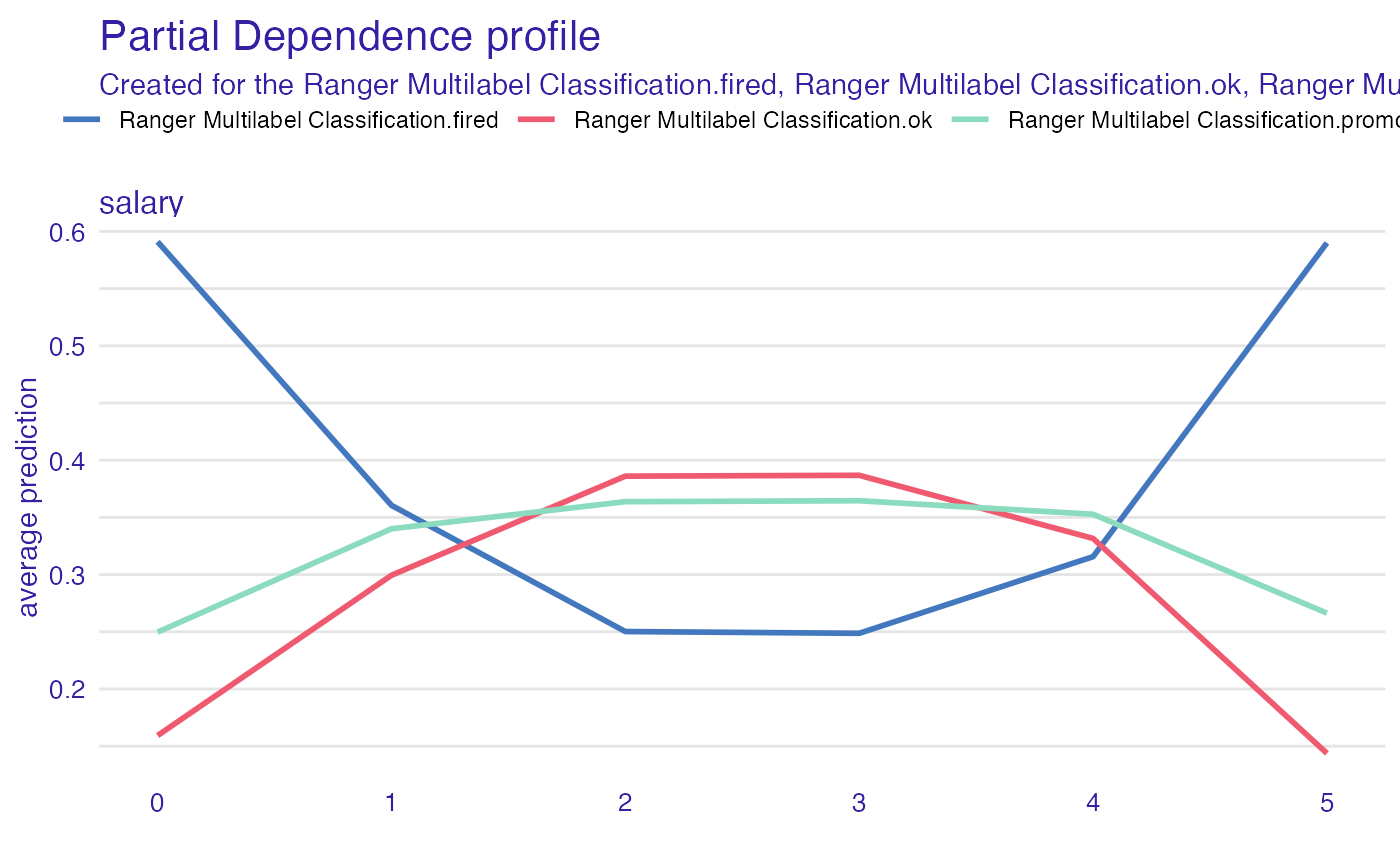 Partial Dependence profile
Created for the Ranger Multilabel Classification.fired, Ranger Multilabel Classification.ok, Ranger Mu
Ranger Multilabel Classification.fired Ranger Multilabel Classification.ok Ranger Multilabel Classification.promo
salary
0.6
0.5
0.4
0.3
0.2
average prediction
0 1 2 3 4 5